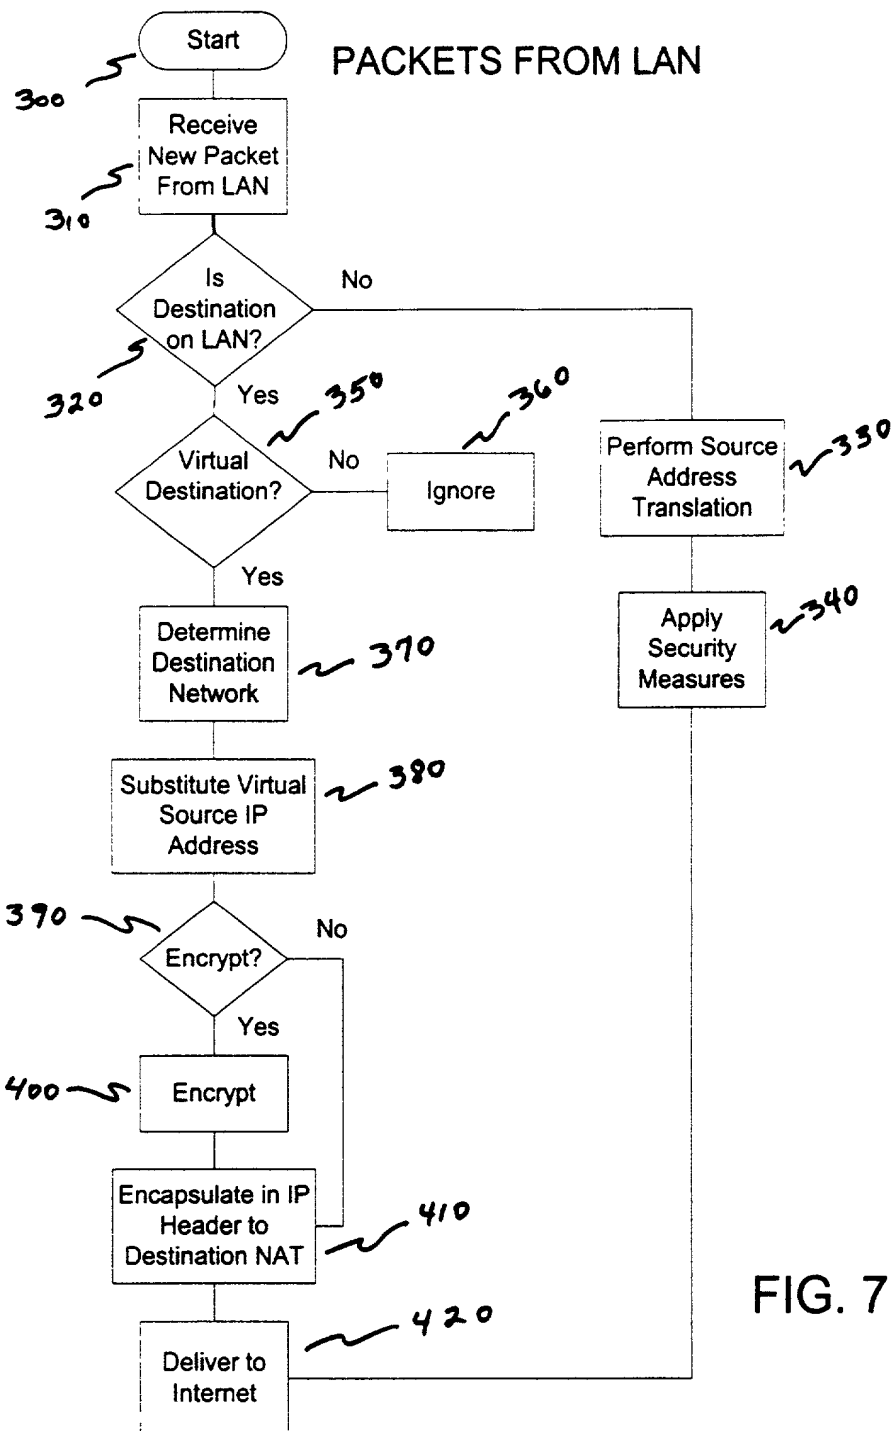 Start
PACKETS FROM LAN
300
Receive
New Packet
From LAN
310
Is
Destination
on LAN?
No
320
Yes
350
360
Virtual
Destination?
No
Ignore
Perform Source
Address
Translation
330
Yes
Determine
Destination
Network
370
Apply
Security
Measures
340
Substitute Virtual
Source IP
Address
380
390
Encrypt?
No
Yes
400
Encrypt
Encapsulate in IP
Header to
Destination NAT
410
FIG. 7
420
Deliver to
Internet